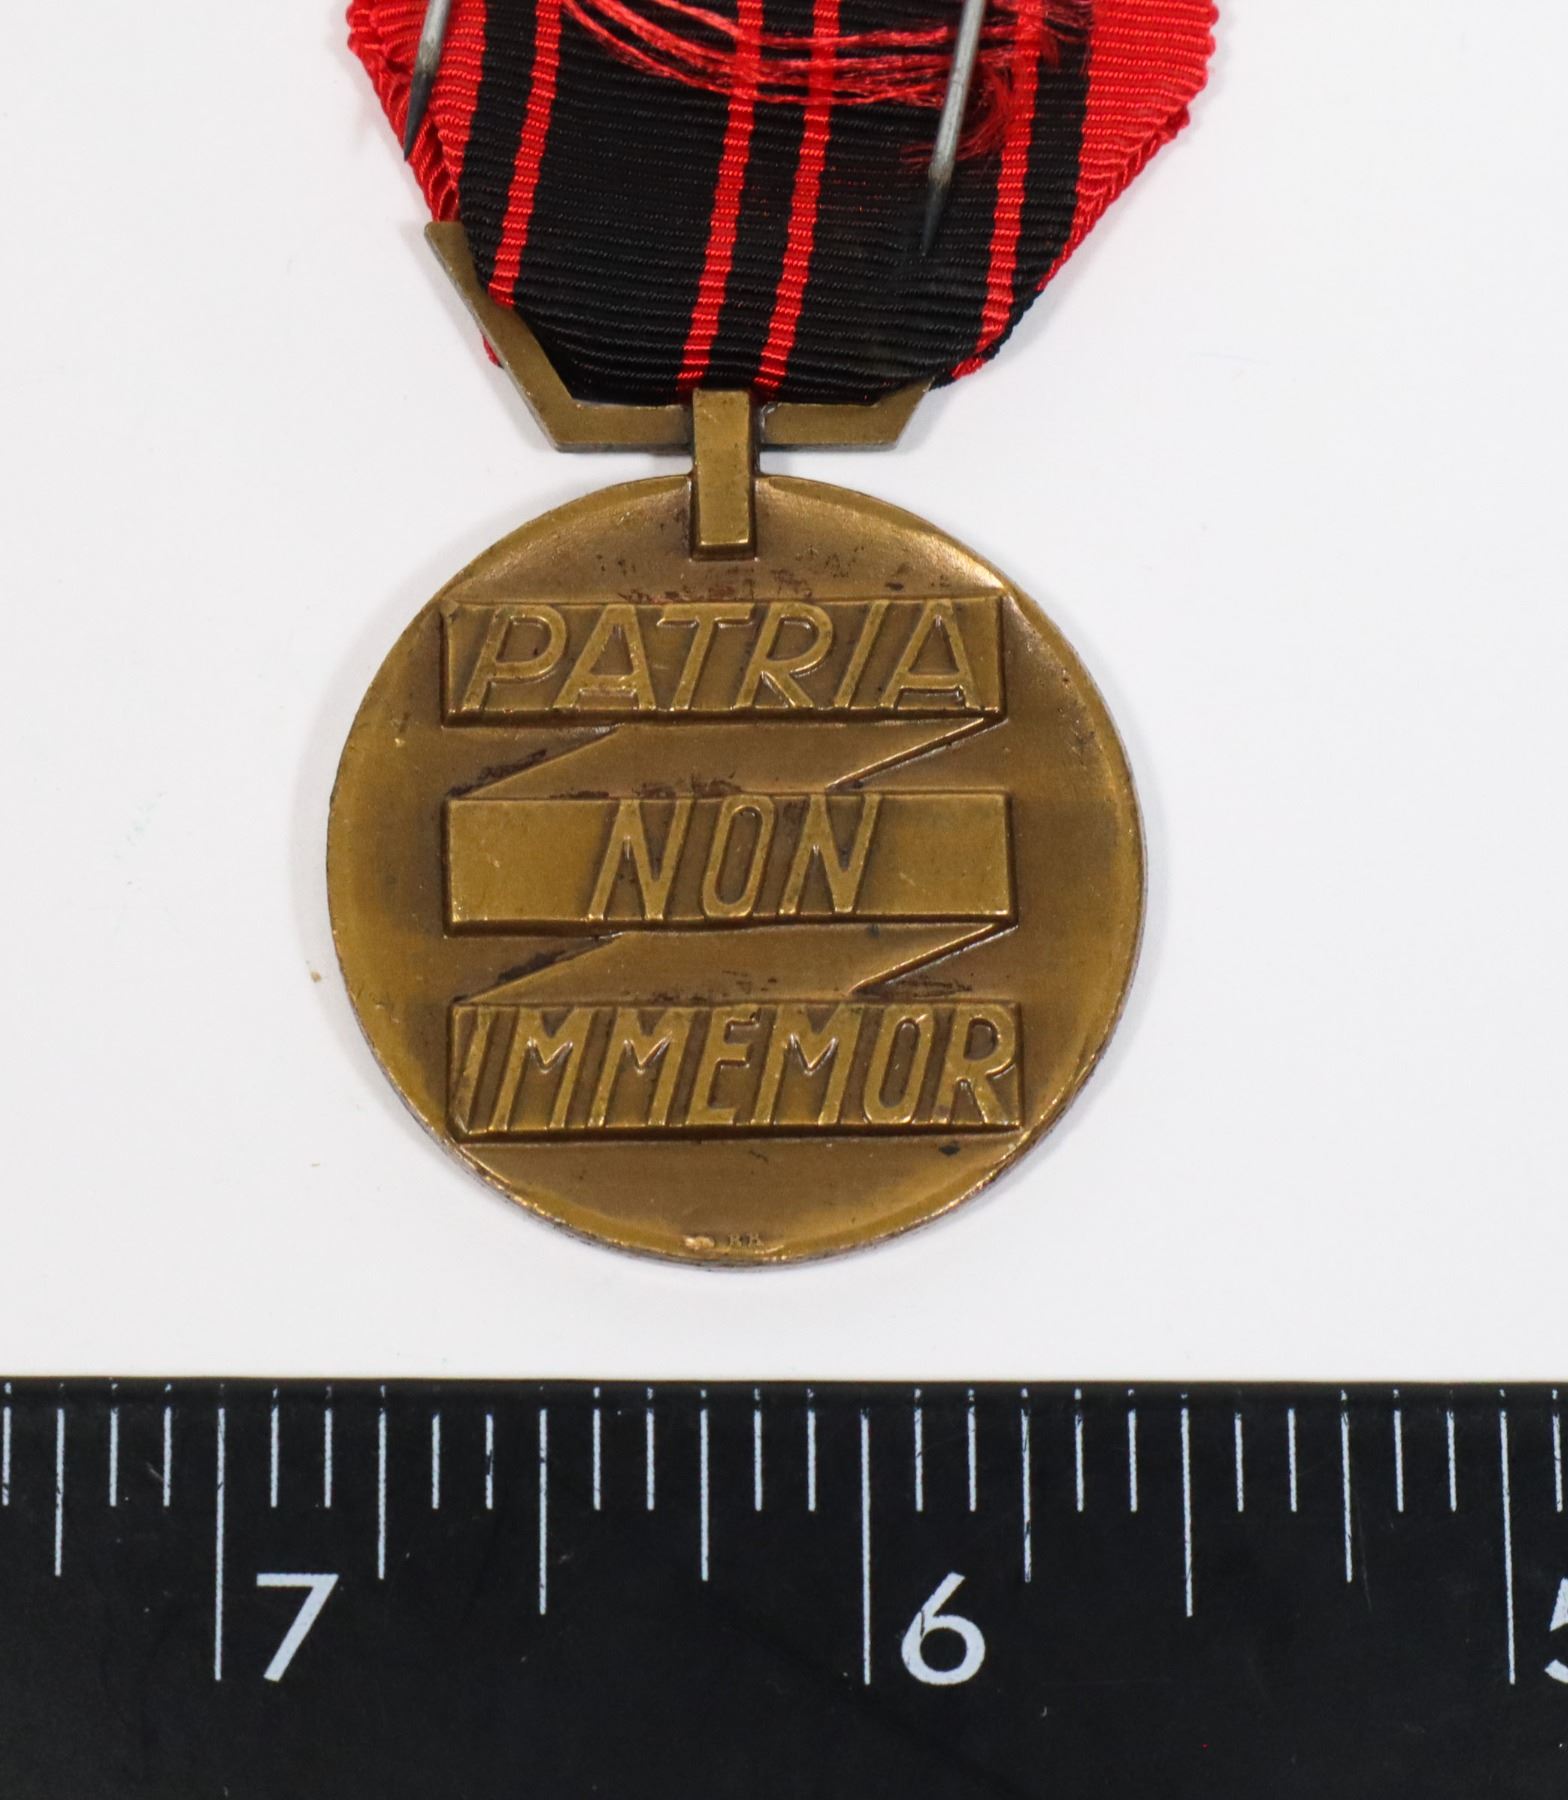 PATRIA
NON
IMMEMOR
7 6